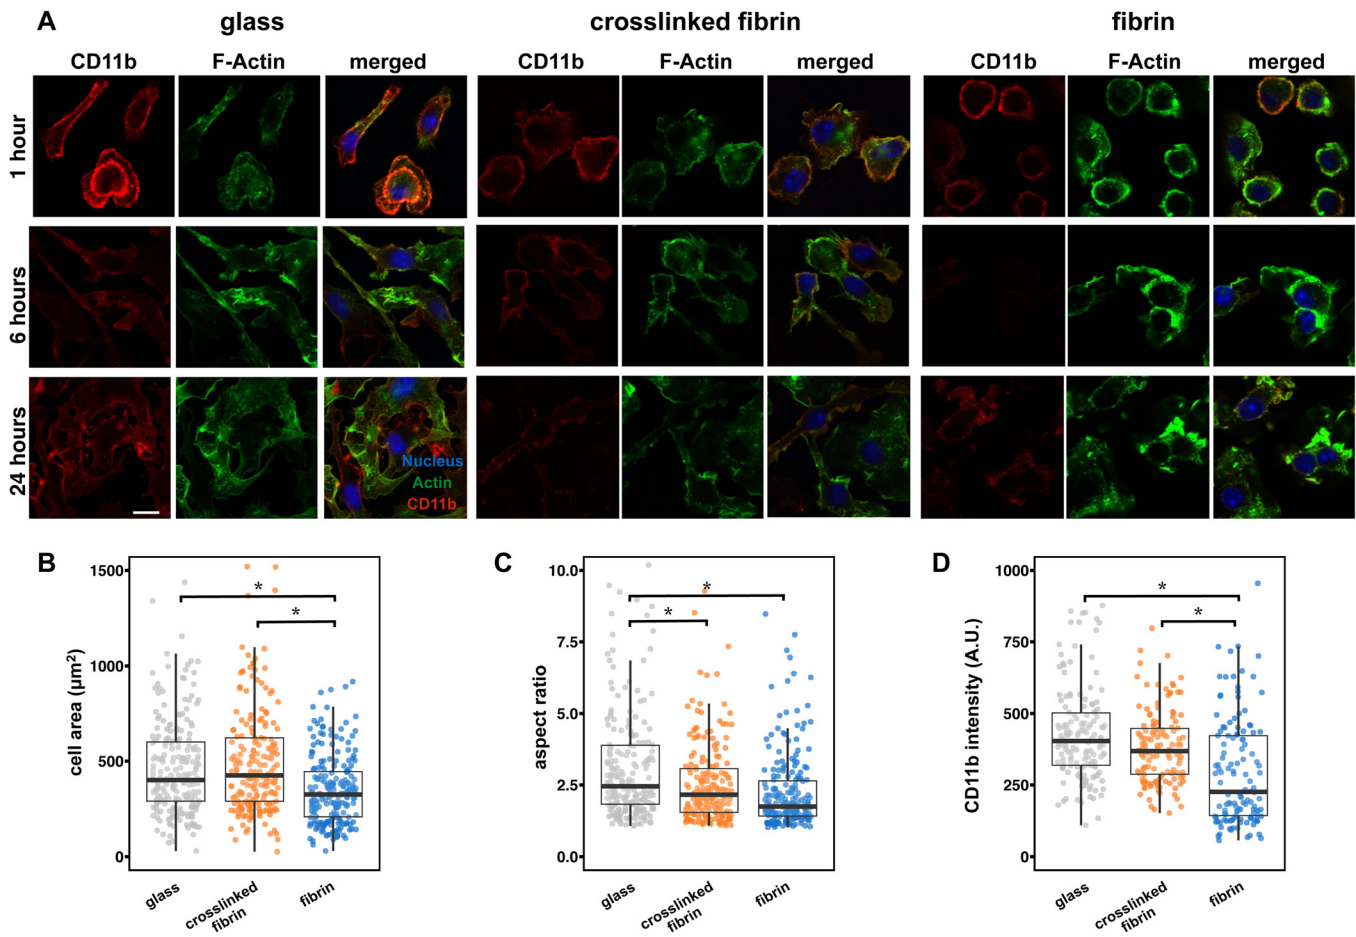 A
glass
crosslinked fibrin
fibrin
CD11b
F-Actin
merged
CD11b
F-Actin
merged
CD11b
F-Actin
merged
1 hour
6 hours
24 hours
Nucleus
Actin
CD11b
B
cell area (µm²)
1500
1000
500
0
*
*
glass
crosslinked
fibrin
fibrin
C
aspect ratio
10.0
7.5
5.0
2.5
0.0
*
*
glass
crosslinked
fibrin
fibrin
D
CD11b intensity (A.U.)
1000
750
500
250
0
*
*
glass
crosslinked
fibrin
fibrin